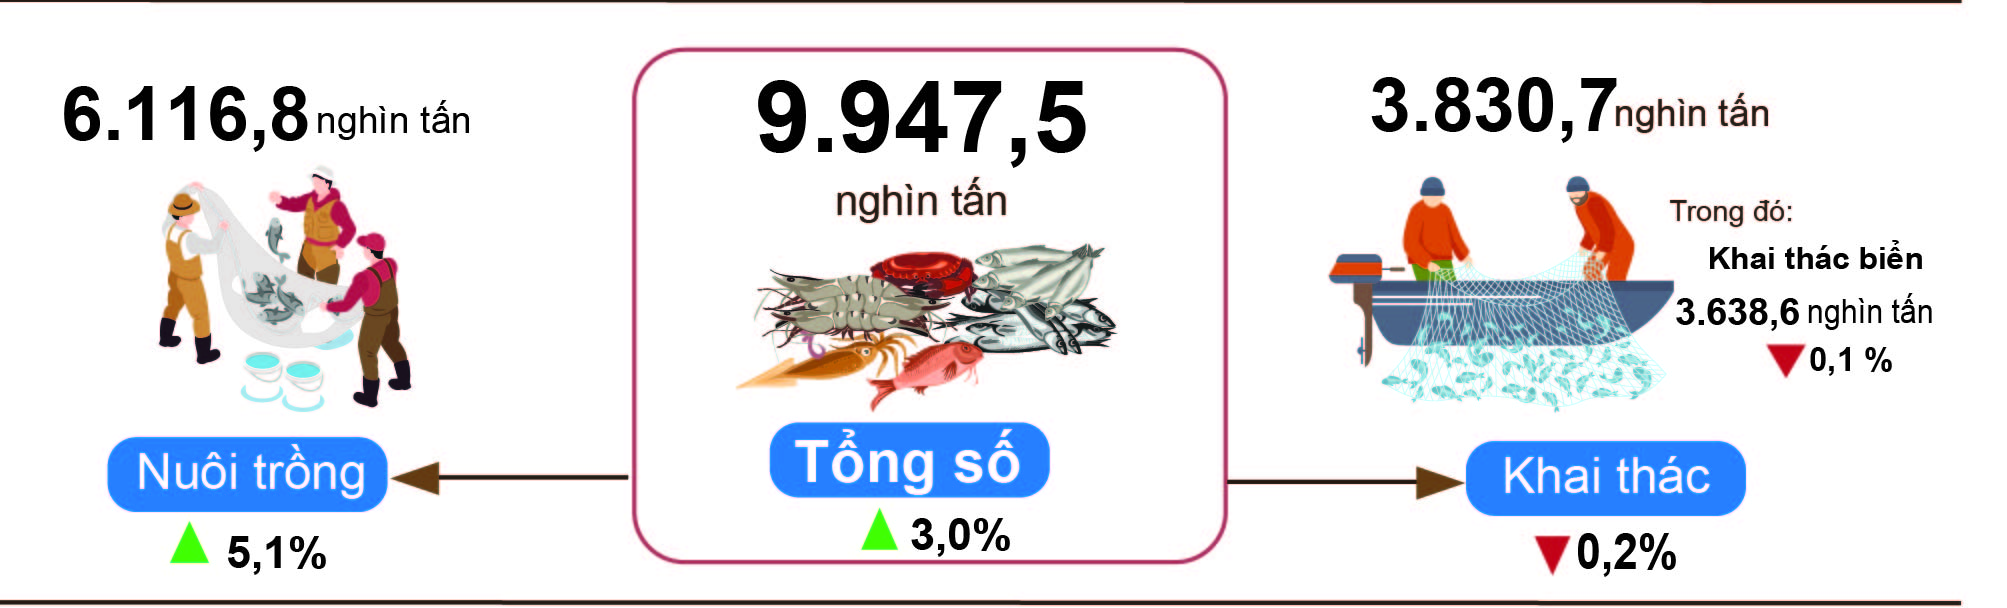 6.116,8 nghìn tấn
Nuôi trồng
5,1%
9.947,5
nghìn tấn
Tổng số
3,0%
3.830,7 nghìn tấn
Trong đó:
Khai thác biển
3.638,6 nghìn tấn
0,1 %
Khai thác
0,2%